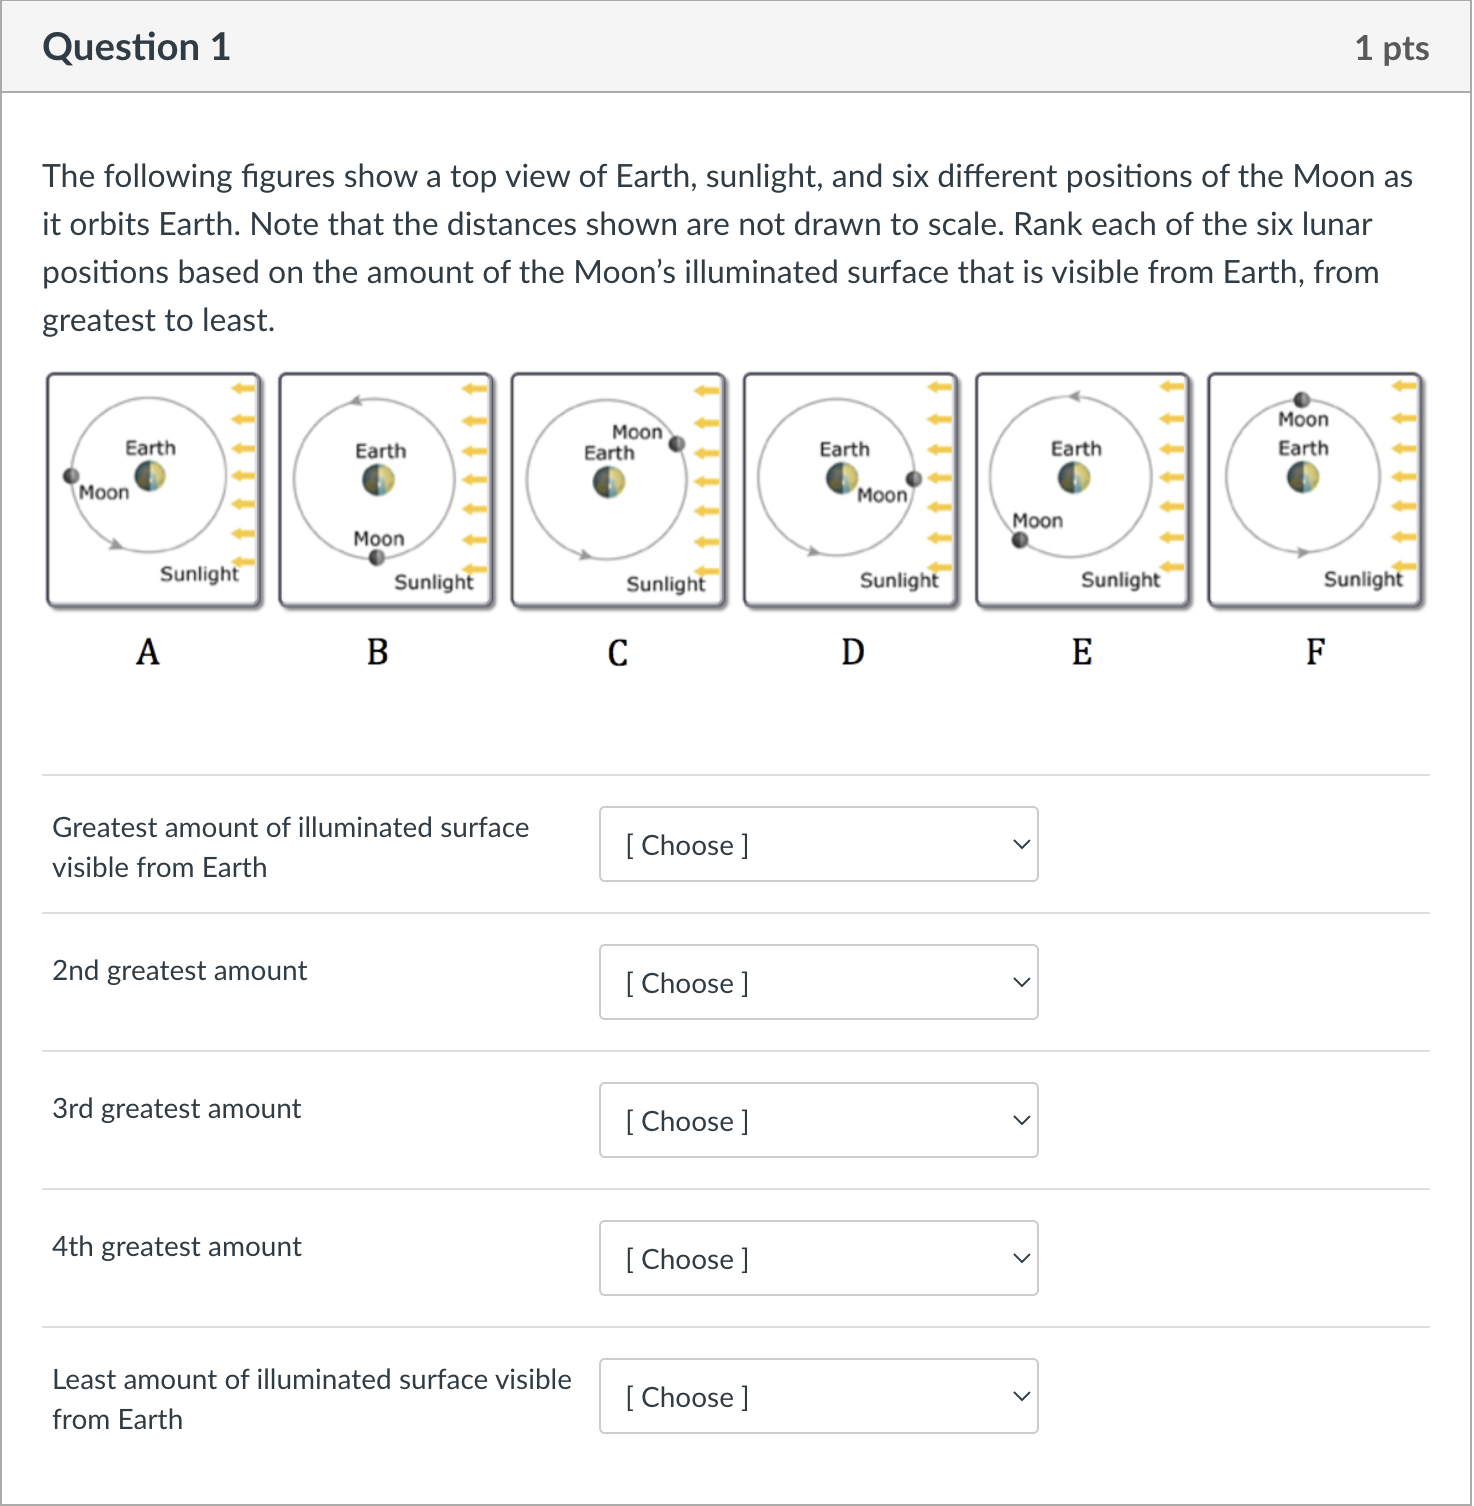 Question 1
1 pts
The following figures show a top view of Earth, sunlight, and six different positions of the Moon as
it orbits Earth. Note that the distances shown are not drawn to scale. Rank each of the six lunar
positions based on the amount of the Moon’s illuminated surface that is visible from Earth, from
greatest to least.
Earth
Moon
Sunlight
A
Earth
Moon
Sunlight
B
Moon
Earth
Sunlight
C
Earth
Moon
Sunlight
D
Earth
Moon
Sunlight
E
Moon
Earth
Sunlight
F
Greatest amount of illuminated surface
visible from Earth
[ Choose ]
2nd greatest amount
[ Choose ]
3rd greatest amount
[ Choose ]
4th greatest amount
[ Choose ]
Least amount of illuminated surface visible
from Earth
[ Choose ]